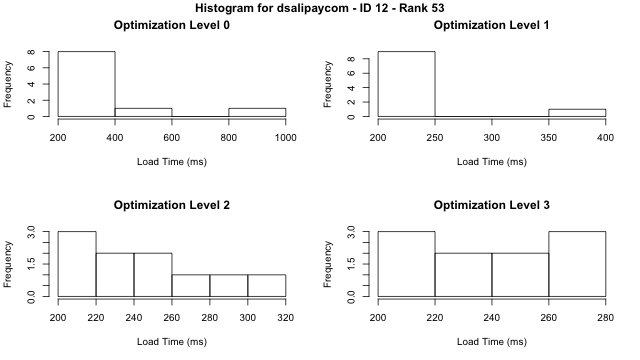 Histogram for dsalipaycom - ID 12 - Rank 53
Optimization Level 0
Frequency
0 2 4 6 8
200 400 600 800 1000
Load Time (ms)
Optimization Level 1
Frequency
0 2 4 6 8
200 250 300 350 400
Load Time (ms)
Optimization Level 2
Frequency
0.0 1.5 3.0
200 220 240 260 280 300 320
Load Time (ms)
Optimization Level 3
Frequency
0.0 1.5 3.0
200 220 240 260 280
Load Time (ms)